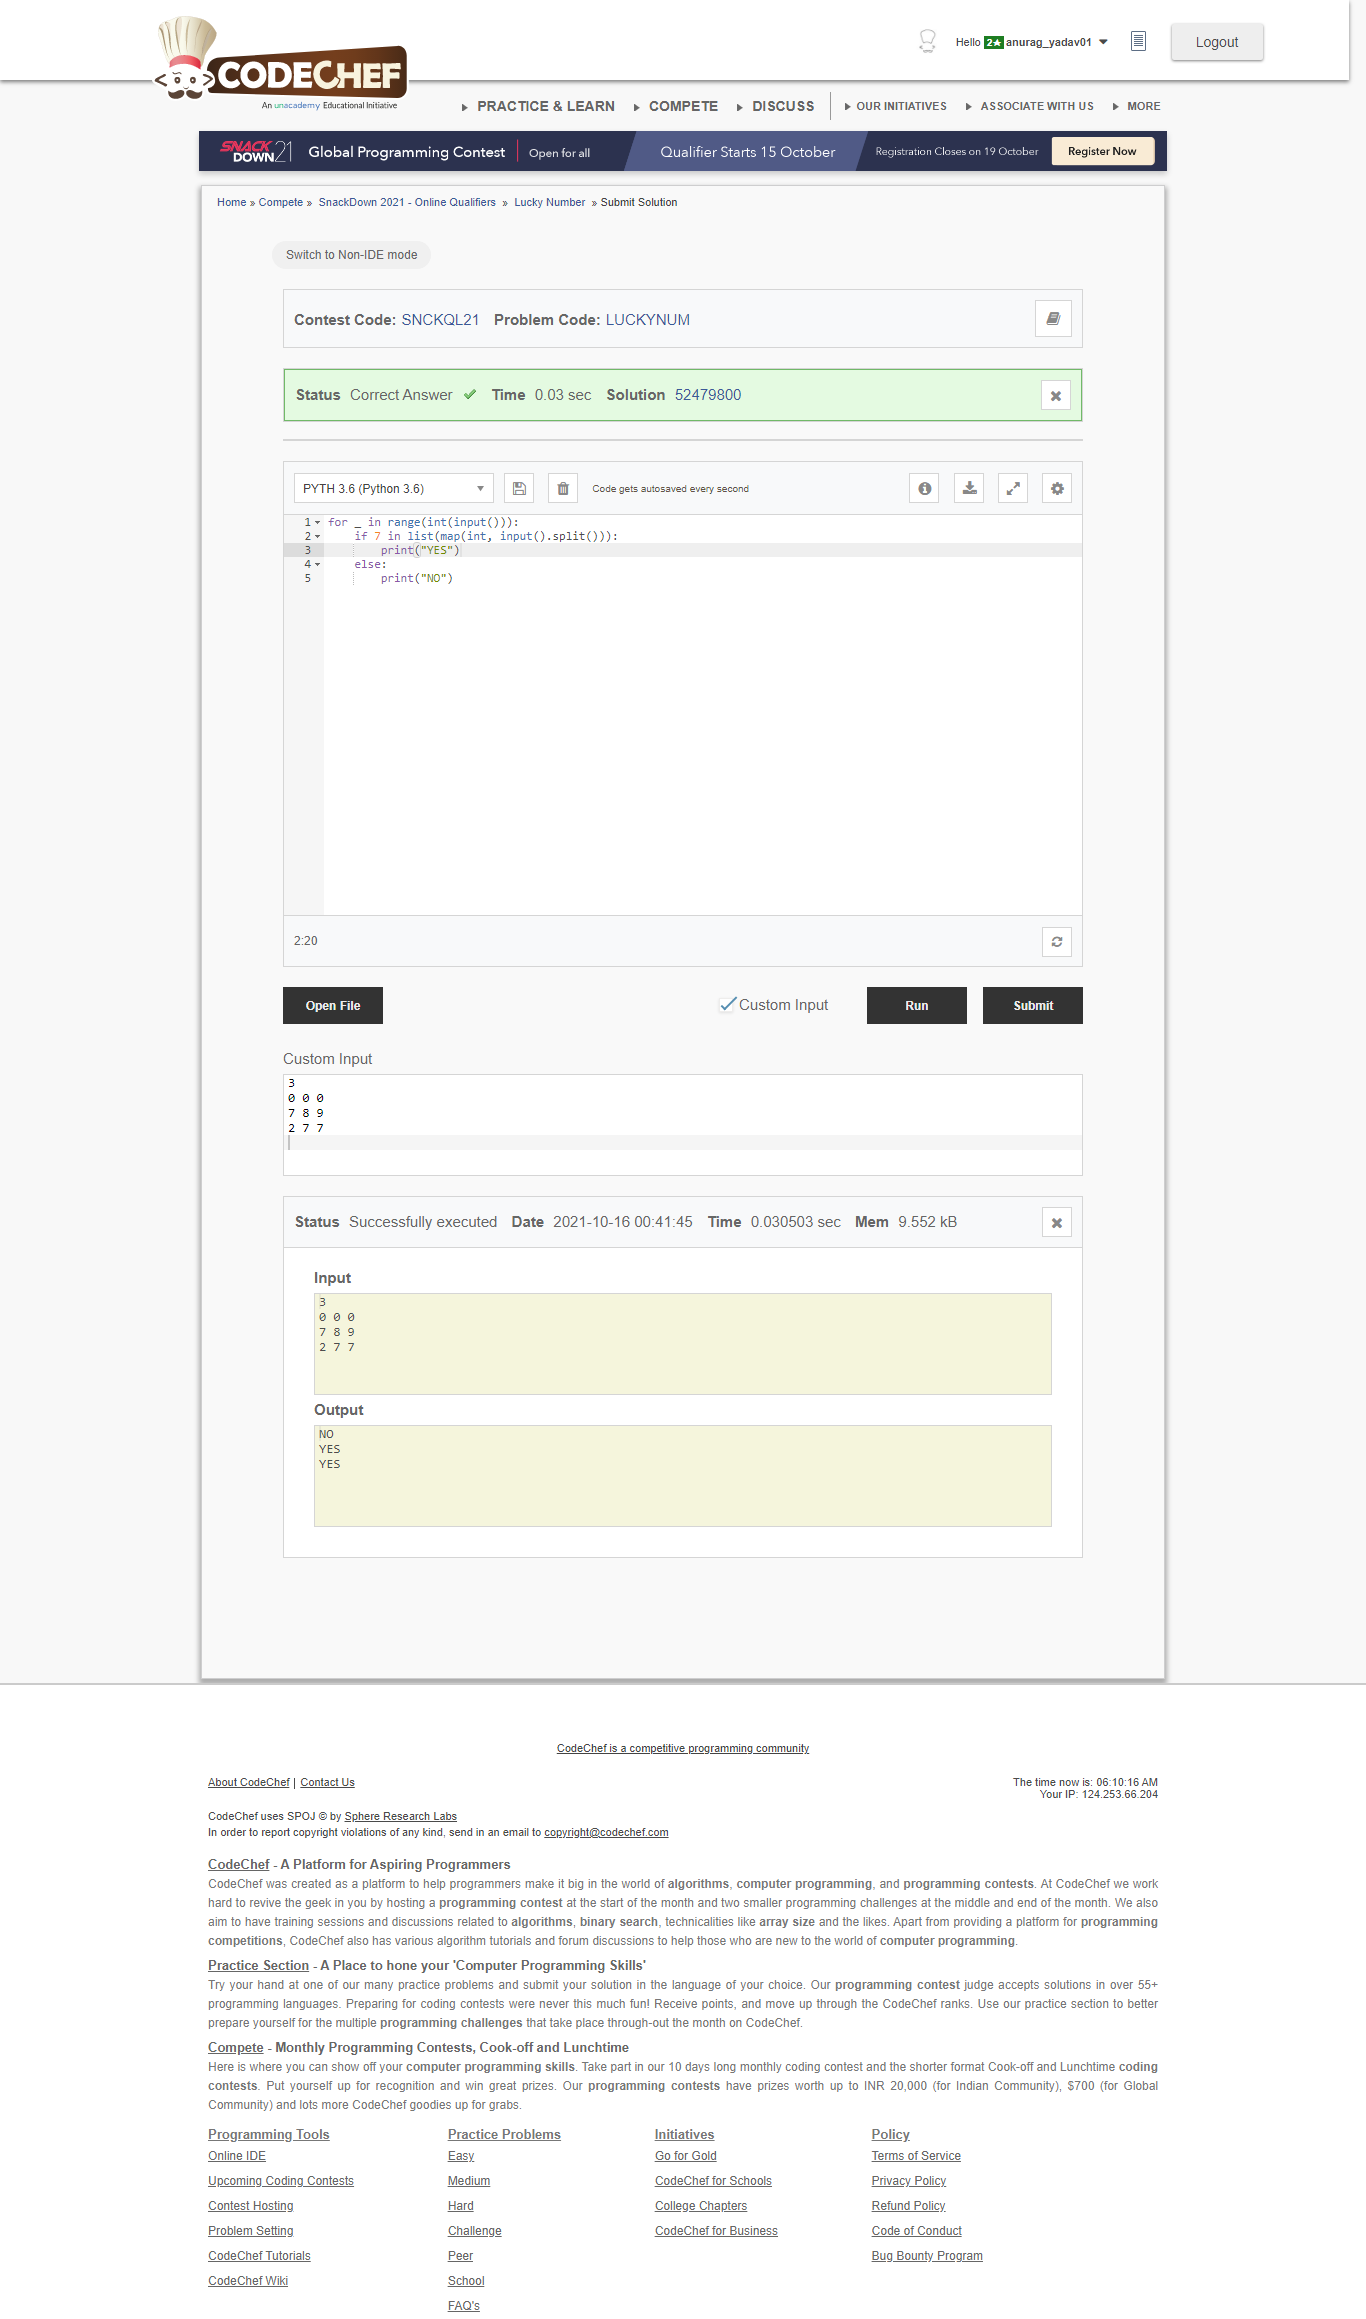 CODECHEF
An unacademy Educational Initiative
Hello 2★ anurag_yadav01
Logout
PRACTICE & LEARN COMPETE DISCUSS OUR INITIATIVES ASSOCIATE WITH US MORE
SNACKDOWN21 Global Programming Contest Open for all Qualifier Starts 15 October Registration Closes on 19 October Register Now
Home » Compete » SnackDown 2021 - Online Qualifiers » Lucky Number » Submit Solution
Switch to Non-IDE mode
Contest Code: SNCKQL21 Problem Code: LUCKYNUM
Status Correct Answer Time 0.03 sec Solution 52479800
PYTH 3.6 (Python 3.6) Code gets autosaved every second
1 for _ in range(int(input())):
2 if 7 in list(map(int, input().split())):
3 print("YES")
4 else:
5 print("NO")
2:20
Open File Custom Input Run Submit
Custom Input
3
0 0 0
7 8 9
2 7 7
Status Successfully executed Date 2021-10-16 00:41:45 Time 0.030503 sec Mem 9.552 kB
Input
3
0 0 0
7 8 9
2 7 7
Output
NO
YES
YES
CodeChef is a competitive programming community
About CodeChef | Contact Us
The time now is: 06:10:16 AM
Your IP: 124.253.66.204
CodeChef uses SPOJ © by Sphere Research Labs
In order to report copyright violations of any kind, send in an email to copyright@codechef.com
CodeChef - A Platform for Aspiring Programmers
CodeChef was created as a platform to help programmers make it big in the world of algorithms, computer programming, and programming contests. At CodeChef we work
hard to revive the geek in you by hosting a programming contest at the start of the month and two smaller programming challenges at the middle and end of the month. We also
aim to have training sessions and discussions related to algorithms, binary search, technicalities like array size and the likes. Apart from providing a platform for programming
competitions, CodeChef also has various algorithm tutorials and forum discussions to help those who are new to the world of computer programming.
Practice Section - A Place to hone your 'Computer Programming Skills'
Try your hand at one of our many practice problems and submit your solution in the language of your choice. Our programming contest judge accepts solutions in over 55+
programming languages. Preparing for coding contests were never this much fun! Receive points, and move up through the CodeChef ranks. Use our practice section to better
prepare yourself for the multiple programming challenges that take place through-out the month on CodeChef.
Compete - Monthly Programming Contests, Cook-off and Lunchtime
Here is where you can show off your computer programming skills. Take part in our 10 days long monthly coding contest and the shorter format Cook-off and Lunchtime coding
contests. Put yourself up for recognition and win great prizes. Our programming contests have prizes worth up to INR 20,000 (for Indian Community), $700 (for Global
Community) and lots more CodeChef goodies up for grabs.
Programming Tools Practice Problems Initiatives Policy
Online IDE Easy Go for Gold Terms of Service
Upcoming Coding Contests Medium CodeChef for Schools Privacy Policy
Contest Hosting Hard College Chapters Refund Policy
Problem Setting Challenge CodeChef for Business Code of Conduct
CodeChef Tutorials Peer Bug Bounty Program
CodeChef Wiki School
FAQ's